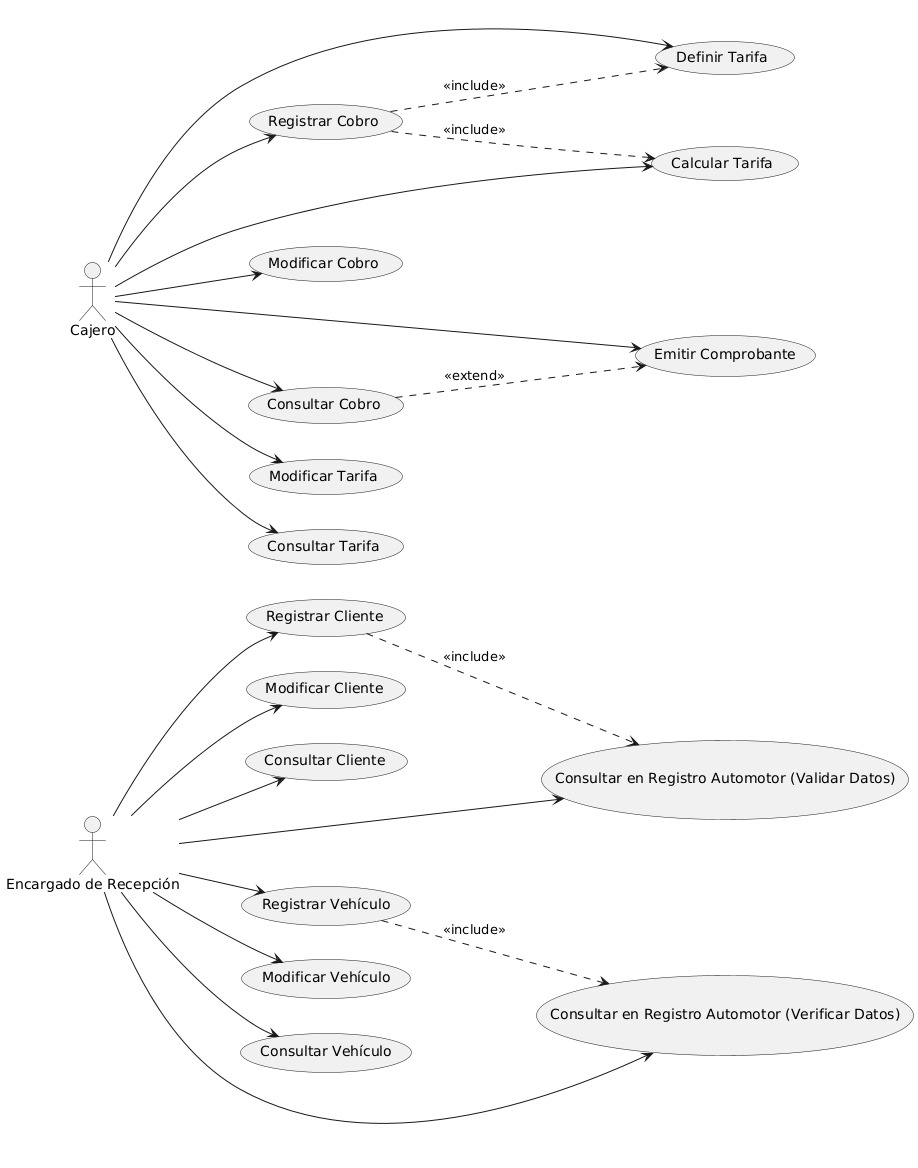 Definir Tarifa
«include»
Registrar Cobro
«include»
Calcular Tarifa
Modificar Cobro
Cajero
Emitir Comprobante
«extend»
Consultar Cobro
Modificar Tarifa
Consultar Tarifa
Registrar Cliente
«include»
Modificar Cliente
Consultar Cliente
Consultar en Registro Automotor (Validar Datos)
Encargado de Recepción
Registrar Vehículo
«include»
Modificar Vehículo
Consultar en Registro Automotor (Verificar Datos)
Consultar Vehículo